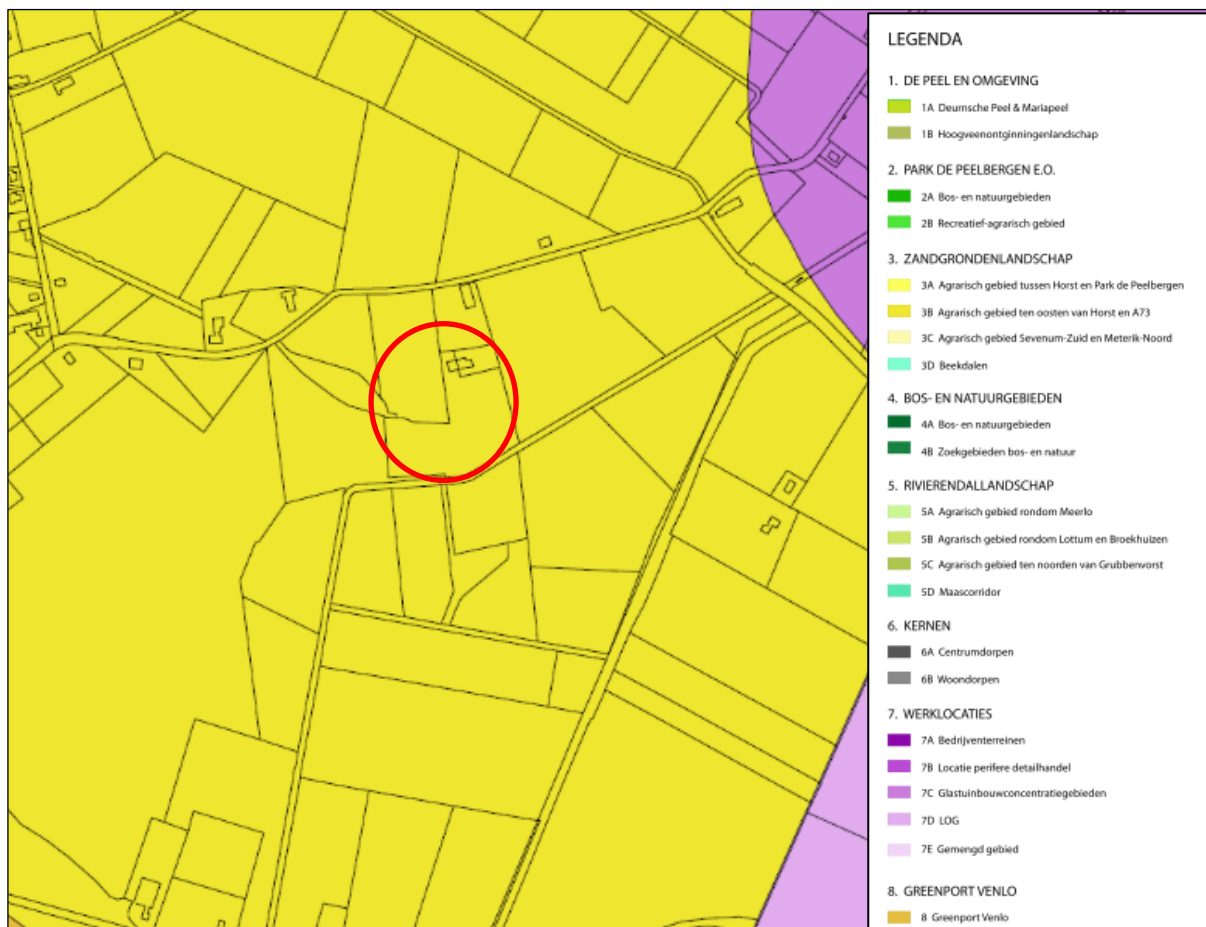 LEGENDA
1. DE PEEL EN OMGEVING
1A Deurnsche Peel & Mariapeel
1B Hoogveenontginningenlandschap
2. PARK DE PEELBERGEN E.O.
2A Bos- en natuurgebieden
2B Recreatief-agrarisch gebied
3. ZANDGRONDENLANDSCHAP
3A Agrarisch gebied tussen Horst en Park de Peelbergen
3B Agrarisch gebied ten oosten van Horst en A73
3C Agrarisch gebied Sevenum-Zuid en Meterik-Noord
3D Beekdalen
4. BOS- EN NATUURGEBIEDEN
4A Bos- en natuurgebieden
4B Zoekgebieden bos- en natuur
5. RIVIERENDALLANDSCHAP
5A Agrarisch gebied rondom Meerlo
5B Agrarisch gebied rondom Lottum en Broekhuizen
5C Agrarisch gebied ten noorden van Grubbenvorst
5D Maascorridor
6. KERNEN
6A Centrumdorpen
6B Woondorpen
7. WERKLOCATIES
7A Bedrijventerreinen
7B Locatie perifere detailhandel
7C Glastuinbouwconcentratiegebieden
7D LOG
7E Gemengd gebied
8. GREENPORT VENLO
8 Greenport Venlo